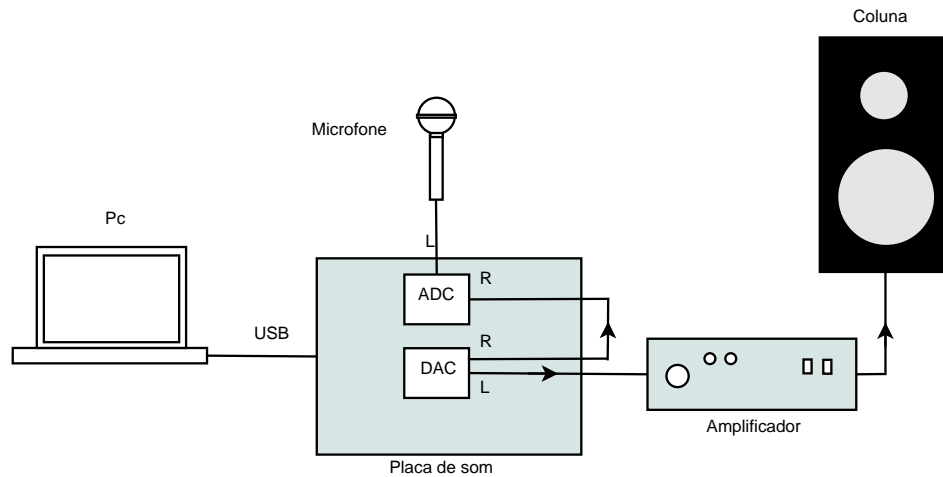 Coluna
Microfone
Pc
L
R
ADC
USB
R
DAC
L
Amplificador
Placa de som